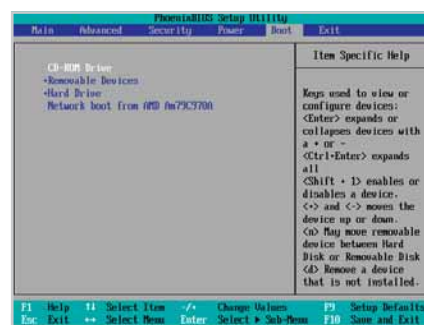 PhoenixBIOS Setup Utility
Main Advanced Security Power Boot Exit
CD-ROM Drive
+Removable Devices
+Hard Drive
Network boot from AMD Am79C970A
Item Specific Help
Keys used to view or
configure devices:
<Enter> expands or
collapses devices with
a + or -
<Ctrl+Enter> expands
all
<Shift + 1> enables or
disables a device.
<+> and <-> moves the
device up or down.
<n> May move removable
device between Hard
Disk or Removable Disk
<d> Remove a device
that is not installed.
F1 Help ↑↓ Select Item -/+ Change Values F9 Setup Defaults
Esc Exit ↔ Select Menu Enter Select ▶ Sub-Menu F10 Save and Exit